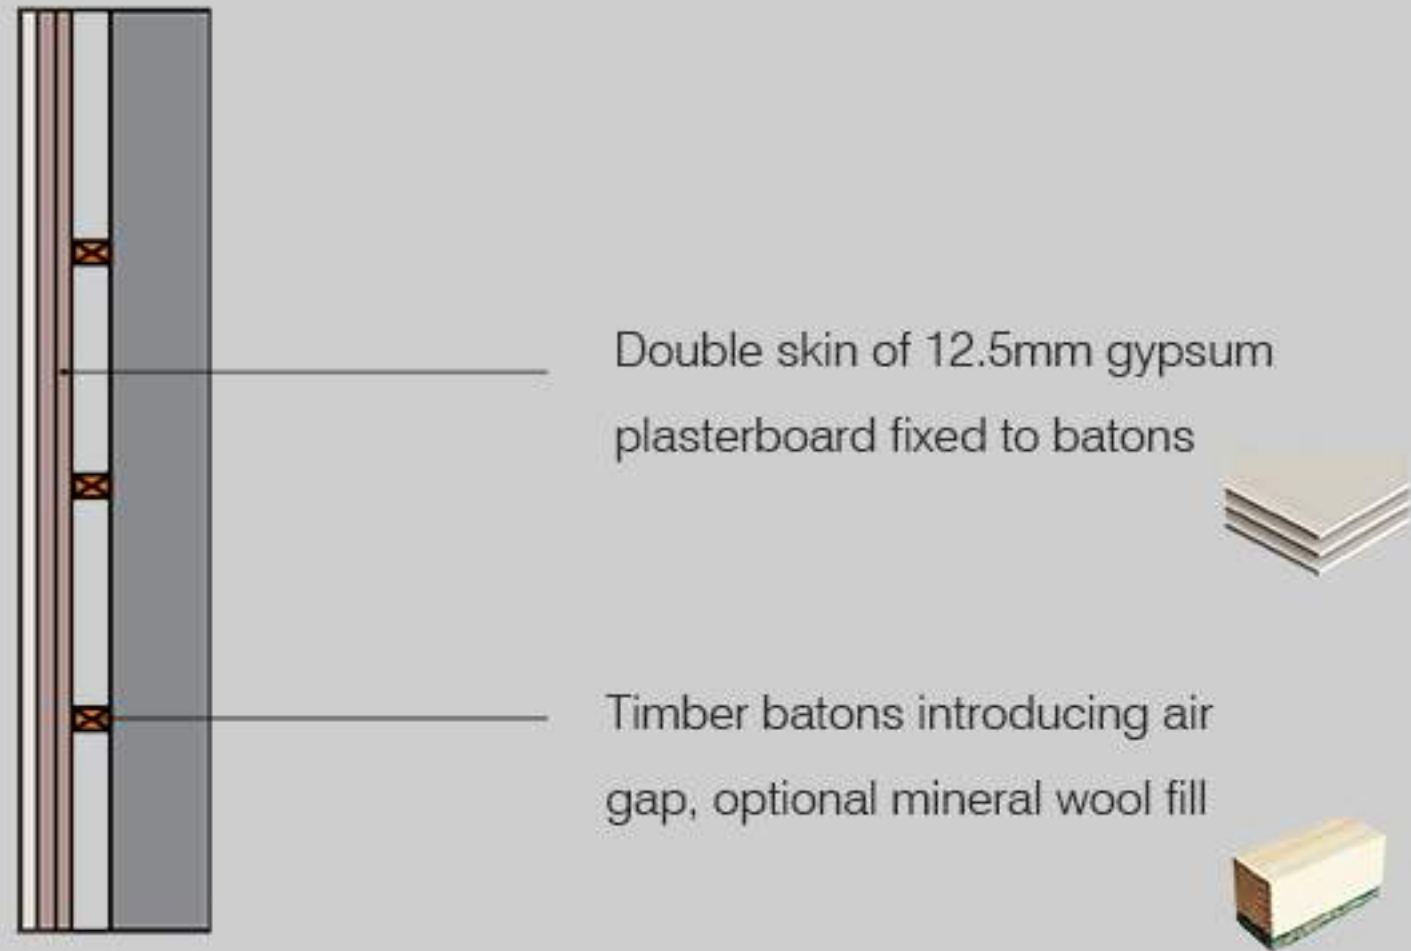 Double skin of 12.5mm gypsum
plasterboard fixed to batons
Timber batons introducing air
gap, optional mineral wool fill